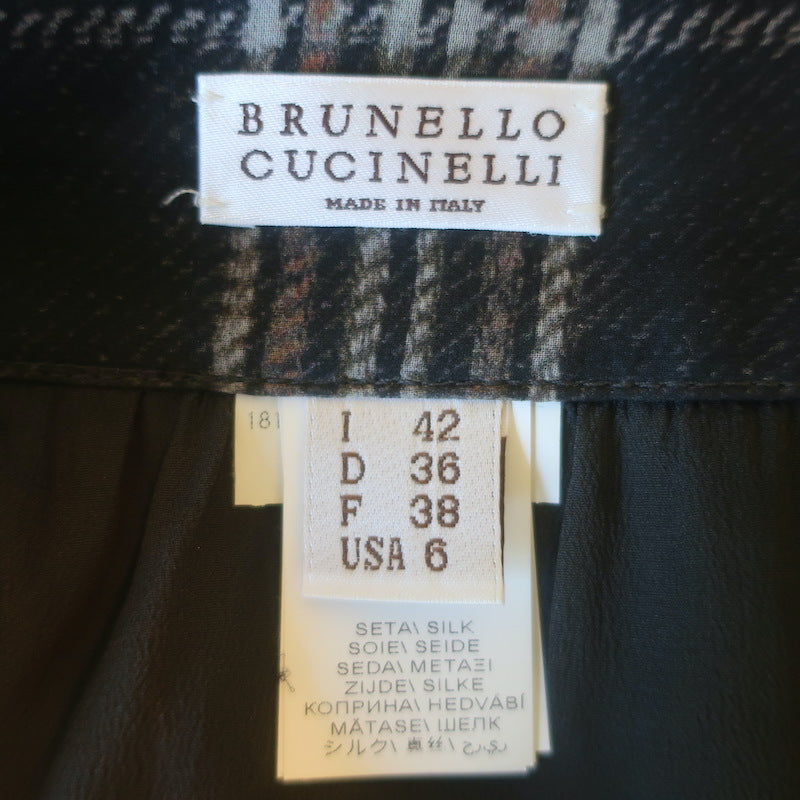 BRUNELLO
CUCINELLI
MADE IN ITALY
181
I 42
D 36
F 38
USA 6
SETA\ SILK
SOIE\ SEIDE
SEDA\ ΜΕΤΑΞΙ
ZIJDE\ SILKE
КОПРИНА\ HEDVÁBÍ
MĂTASE\ ШЕЛК
シルク\ 真丝\ حرير